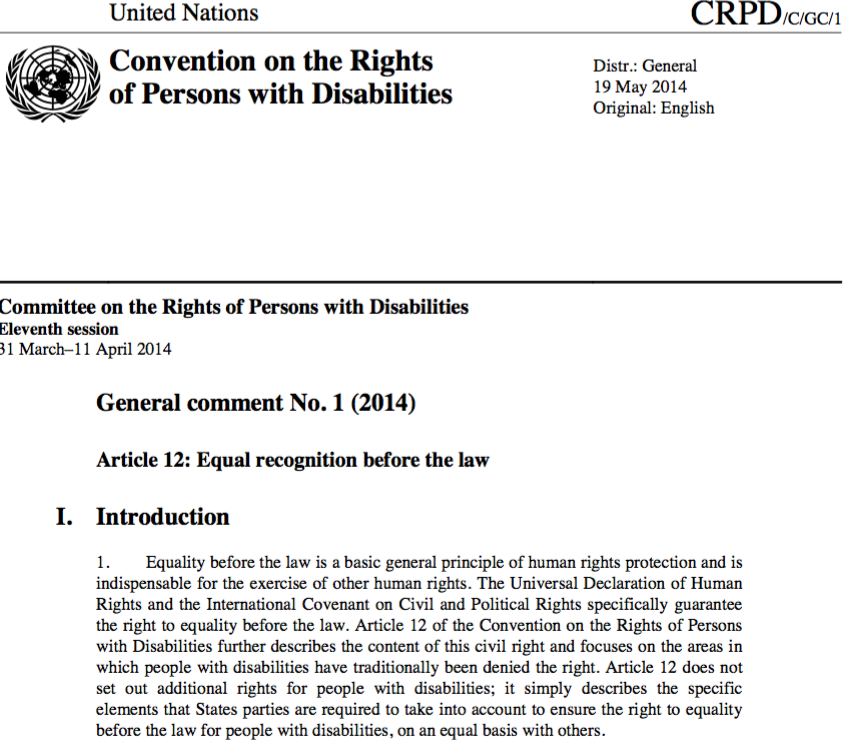 United Nations
CRPD/C/GC/1
Convention on the Rights
of Persons with Disabilities
Distr.: General
19 May 2014
Original: English
Committee on the Rights of Persons with Disabilities
Eleventh session
31 March–11 April 2014
General comment No. 1 (2014)
Article 12: Equal recognition before the law
I. Introduction
1. Equality before the law is a basic general principle of human rights protection and is
indispensable for the exercise of other human rights. The Universal Declaration of Human
Rights and the International Covenant on Civil and Political Rights specifically guarantee
the right to equality before the law. Article 12 of the Convention on the Rights of Persons
with Disabilities further describes the content of this civil right and focuses on the areas in
which people with disabilities have traditionally been denied the right. Article 12 does not
set out additional rights for people with disabilities; it simply describes the specific
elements that States parties are required to take into account to ensure the right to equality
before the law for people with disabilities, on an equal basis with others.